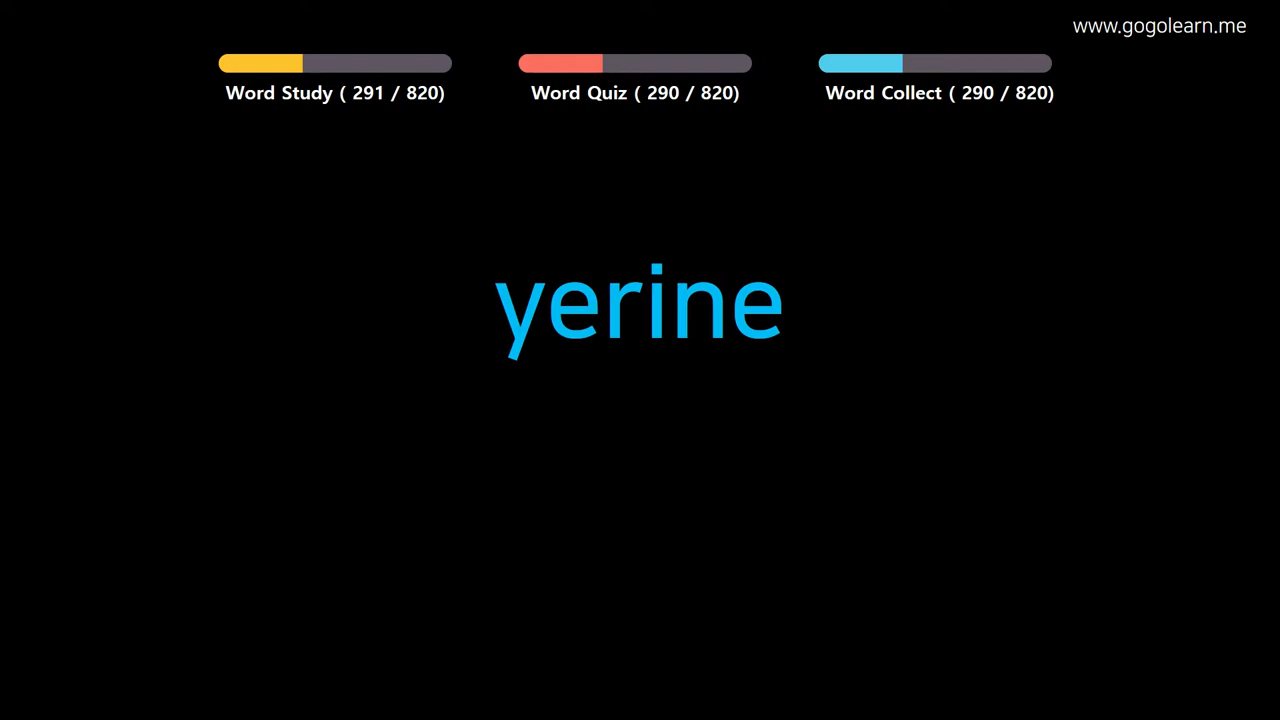 www.gogolearn.me
Word Study ( 291 / 820)
Word Quiz ( 290 / 820)
Word Collect ( 290 / 820)
yerine